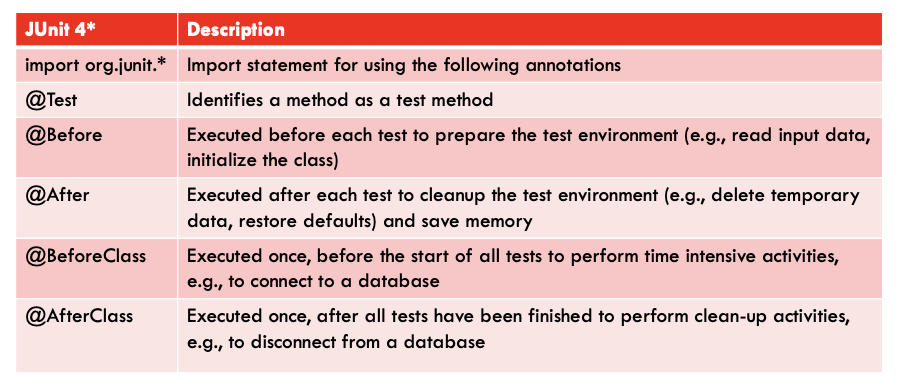 JUnit 4* Description
import org.junit.* Import statement for using the following annotations
@Test Identifies a method as a test method
@Before Executed before each test to prepare the test environment (e.g., read input data,
initialize the class)
@After Executed after each test to cleanup the test environment (e.g., delete temporary
data, restore defaults) and save memory
@BeforeClass Executed once, before the start of all tests to perform time intensive activities,
e.g., to connect to a database
@AfterClass Executed once, after all tests have been finished to perform clean-up activities,
e.g., to disconnect from a database